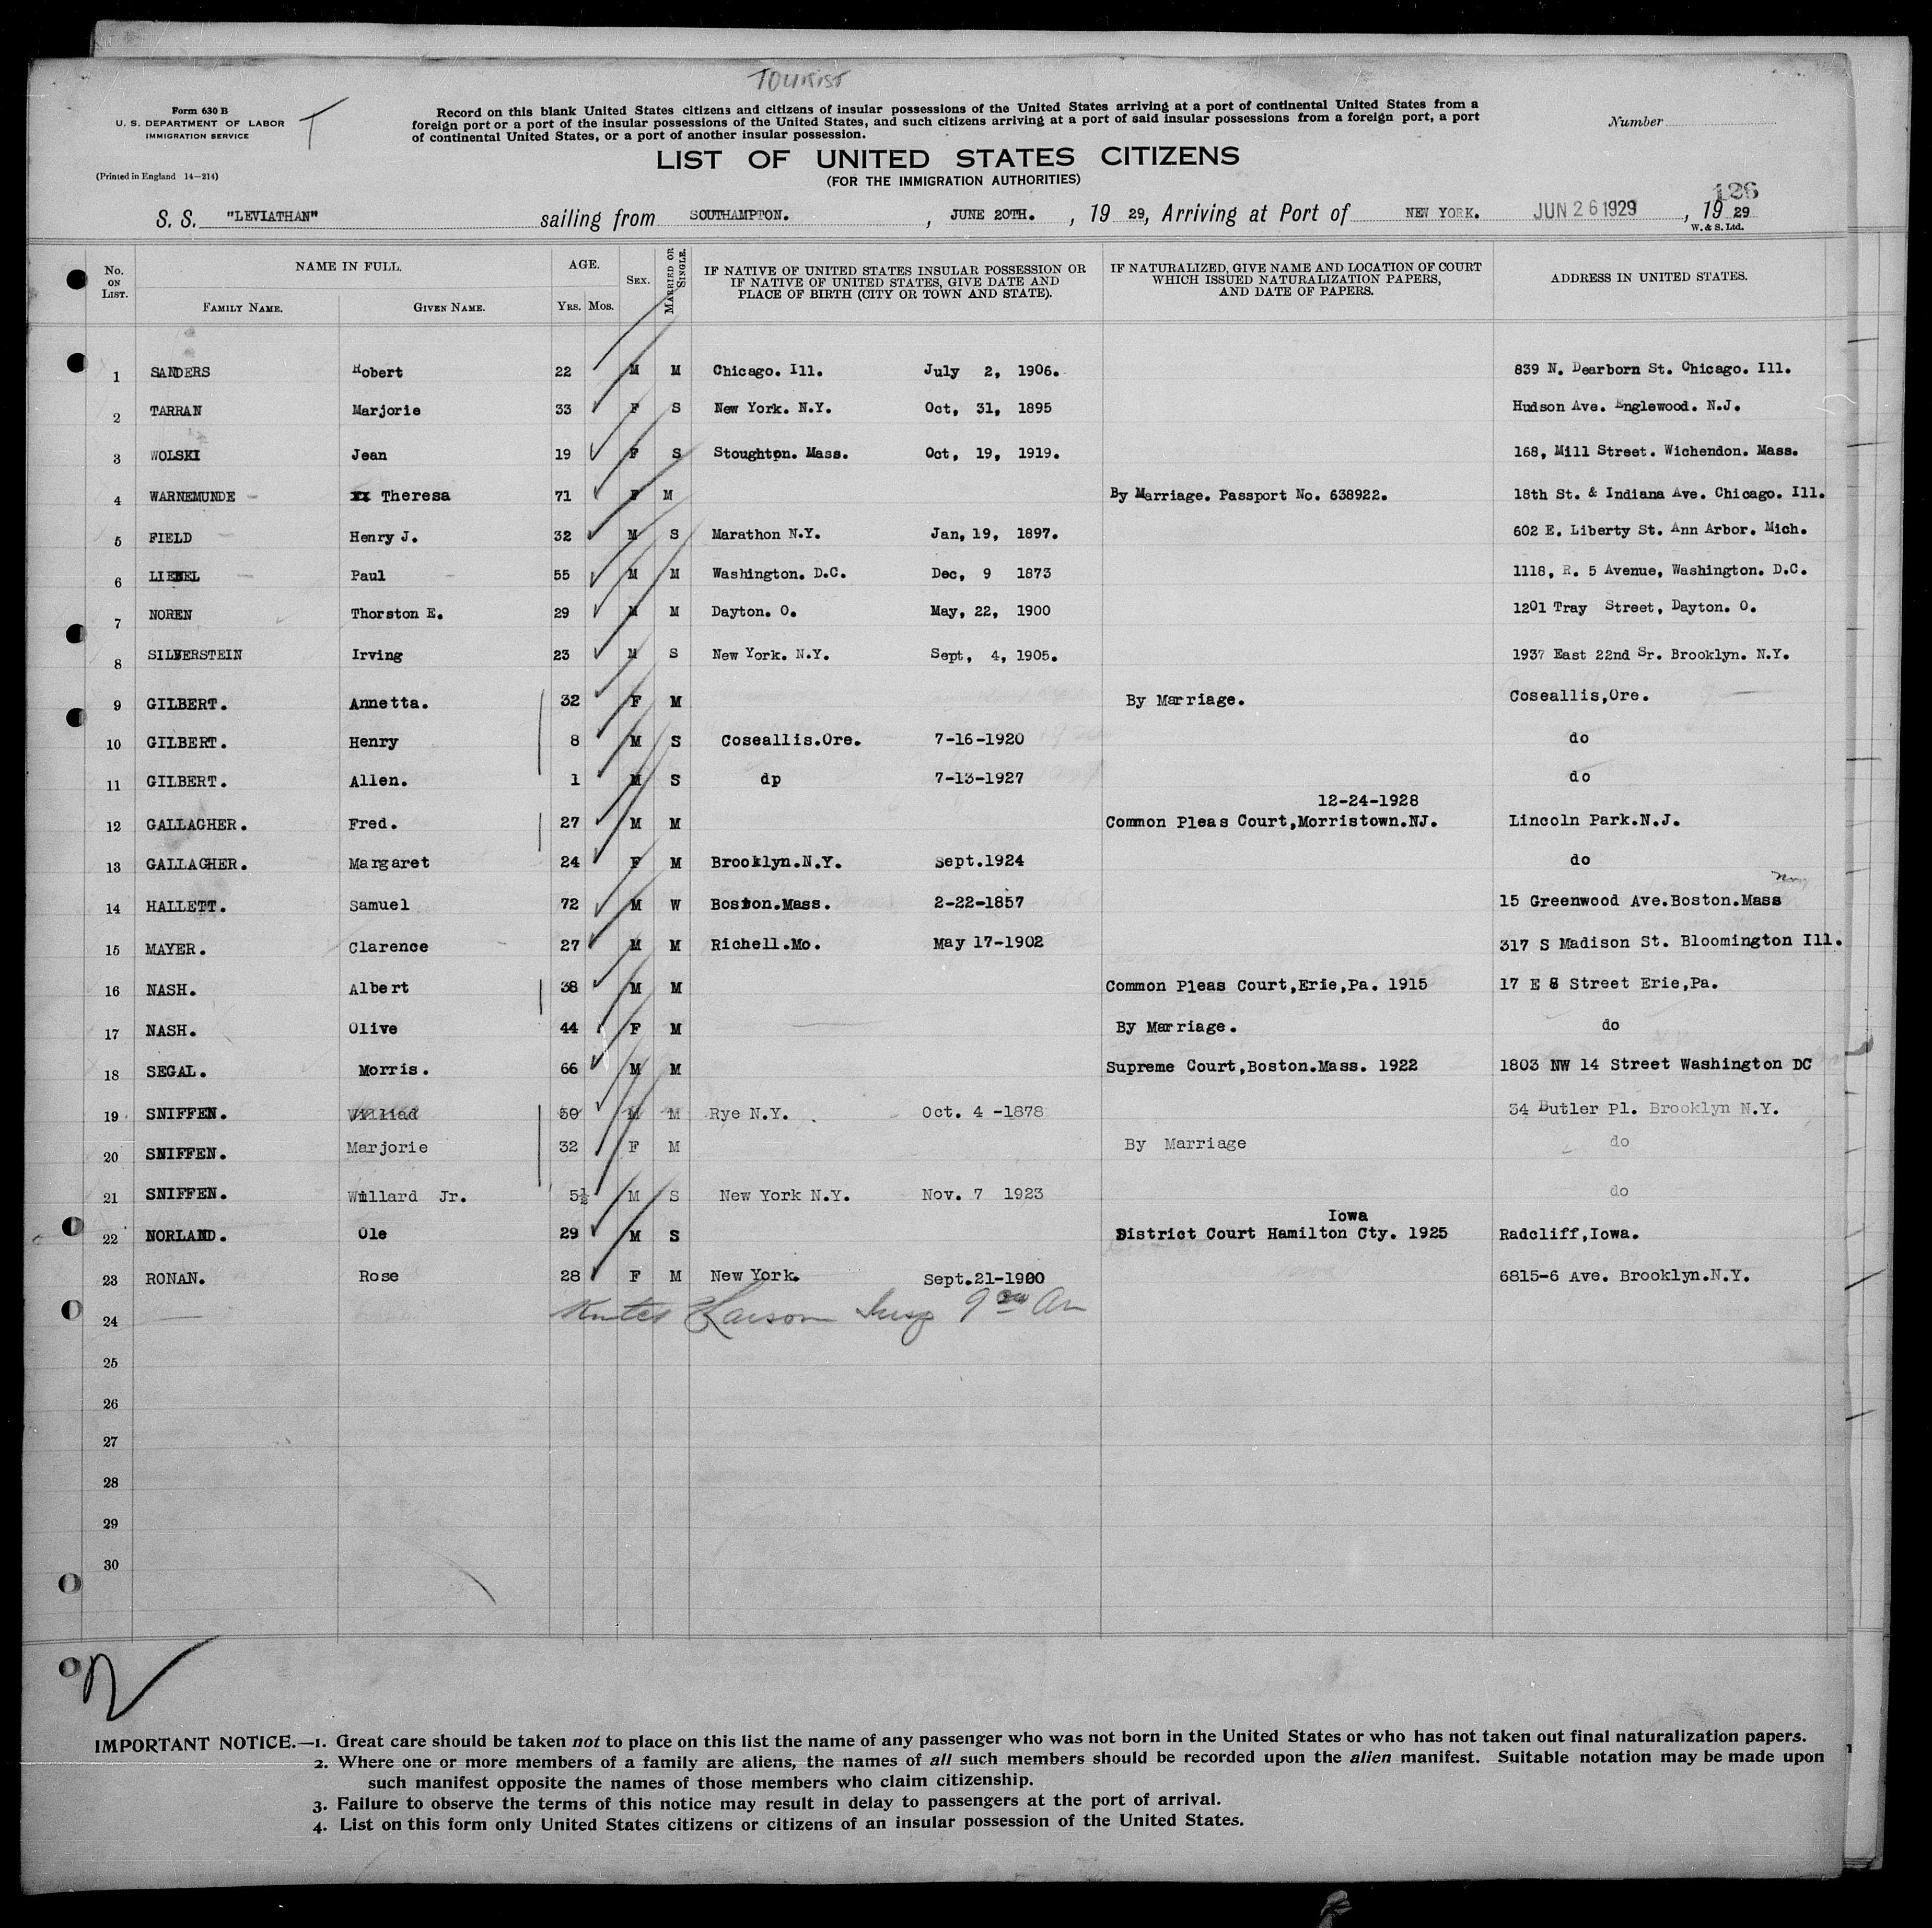 Tourist
Form 630 B
U. S. DEPARTMENT OF LABOR
IMMIGRATION SERVICE
(Printed in England 14—214)
T
Record on this blank United States citizens and citizens of insular possessions of the United States arriving at a port of continental United States from a
foreign port or a port of the insular possessions of the United States, and such citizens arriving at a port of said insular possessions from a foreign port, a port
of continental United States, or a port of another insular possession.
Number
LIST OF UNITED STATES CITIZENS
(FOR THE IMMIGRATION AUTHORITIES)
126
S. S. "LEVIATHAN" sailing from SOUTHAMPTON. , JUNE 20TH. , 19 29, Arriving at Port of NEW YORK. JUN 26 1929 , 19 29
W. & S. Ltd.
No. ON LIST. NAME IN FULL. FAMILY NAME. GIVEN NAME. AGE. YRS. MOS. SEX. MARRIED OR SINGLE. IF NATIVE OF UNITED STATES INSULAR POSSESSION OR IF NATIVE OF UNITED STATES, GIVE DATE AND PLACE OF BIRTH (CITY OR TOWN AND STATE). IF NATURALIZED, GIVE NAME AND LOCATION OF COURT WHICH ISSUED NATURALIZATION PAPERS, AND DATE OF PAPERS. ADDRESS IN UNITED STATES.
1 SANDERS Robert 22 M M Chicago. Ill. July 2, 1906. 839 N. Dearborn St. Chicago. Ill.
2 TARRAN Marjorie 33 F S New York. N.Y. Oct, 31, 1895 Hudson Ave. Englewood. N.J.
3 WOLSKI Jean 19 F S Stoughton. Mass. Oct, 19, 1919. 168, Mill Street. Wichendon. Mass.
4 WARNEMUNDE Theresa 71 F M By Marriage. Passport No. 638922. 18th St. & Indiana Ave. Chicago. Ill.
5 FIELD Henry J. 32 M S Marathon N.Y. Jan, 19, 1897. 602 E. Liberty St. Ann Arbor. Mich.
6 Paul 55 M M Washington. D.C. Dec, 9 1873 1118, R. 5 Avenue, Washington. D.C.
7 NOREN Thorston E. 29 M M Dayton. O. May, 22, 1900 1201 Tray Street, Dayton. O.
8 SILVERSTEIN Irving 23 M S New York. N.Y. Sept, 4, 1905. 1937 East 22nd Sr. Brooklyn. N.Y.
9 GILBERT. Annetta. 32 F M By Marriage. Coseallis,Ore.
10 GILBERT. Henry 8 M S Coseallis.Ore. 7-16-1920 do
11 GILBERT. Allen. 1 M S dp 7-13-1927 do
12-24-1928
12 GALLAGHER. Fred. 27 M M Common Pleas Court,Morristown.NJ. Lincoln Park.N.J.
13 GALLAGHER. Margaret 24 F M Brooklyn.N.Y. Sept.1924 do
14 HALLETT. Samuel 72 M W Boston.Mass. 2-22-1857 15 Greenwood Ave.Boston.Mass
15 MAYER. Clarence 27 M M Richell.Mo. May 17-1902 317 S Madison St. Bloomington Ill.
16 NASH. Albert 38 M M Common Pleas Court,Erie,Pa. 1915 17 E 8 Street Erie,Pa.
17 NASH. Olive 44 F M By Marriage. do
18 SEGAL. Morris. 66 M M Supreme Court,Boston.Mass. 1922 1803 NW 14 Street Washington DC
19 SNIFFEN. 50 M M Rye N.Y. Oct. 4 -1878 34 Butler Pl. Brooklyn N.Y.
20 SNIFFEN. Marjorie 32 F M By Marriage do
21 SNIFFEN. Willard Jr. 5½ M S New York N.Y. Nov. 7 1923 do
Iowa
22 NORLAND. Ole 29 M S District Court Hamilton Cty. 1925 Radcliff,Iowa.
23 RONAN. Rose 28 F M New York. Sept.21-1900 6815-6 Ave. Brooklyn.N.Y.
24 Larson Insp 9 00 Am
25
26
27
28
29
30
IMPORTANT NOTICE.—1. Great care should be taken not to place on this list the name of any passenger who was not born in the United States or who has not taken out final naturalization papers.
2. Where one or more members of a family are aliens, the names of all such members should be recorded upon the alien manifest. Suitable notation may be made upon
such manifest opposite the names of those members who claim citizenship.
3. Failure to observe the terms of this notice may result in delay to passengers at the port of arrival.
4. List on this form only United States citizens or citizens of an insular possession of the United States.